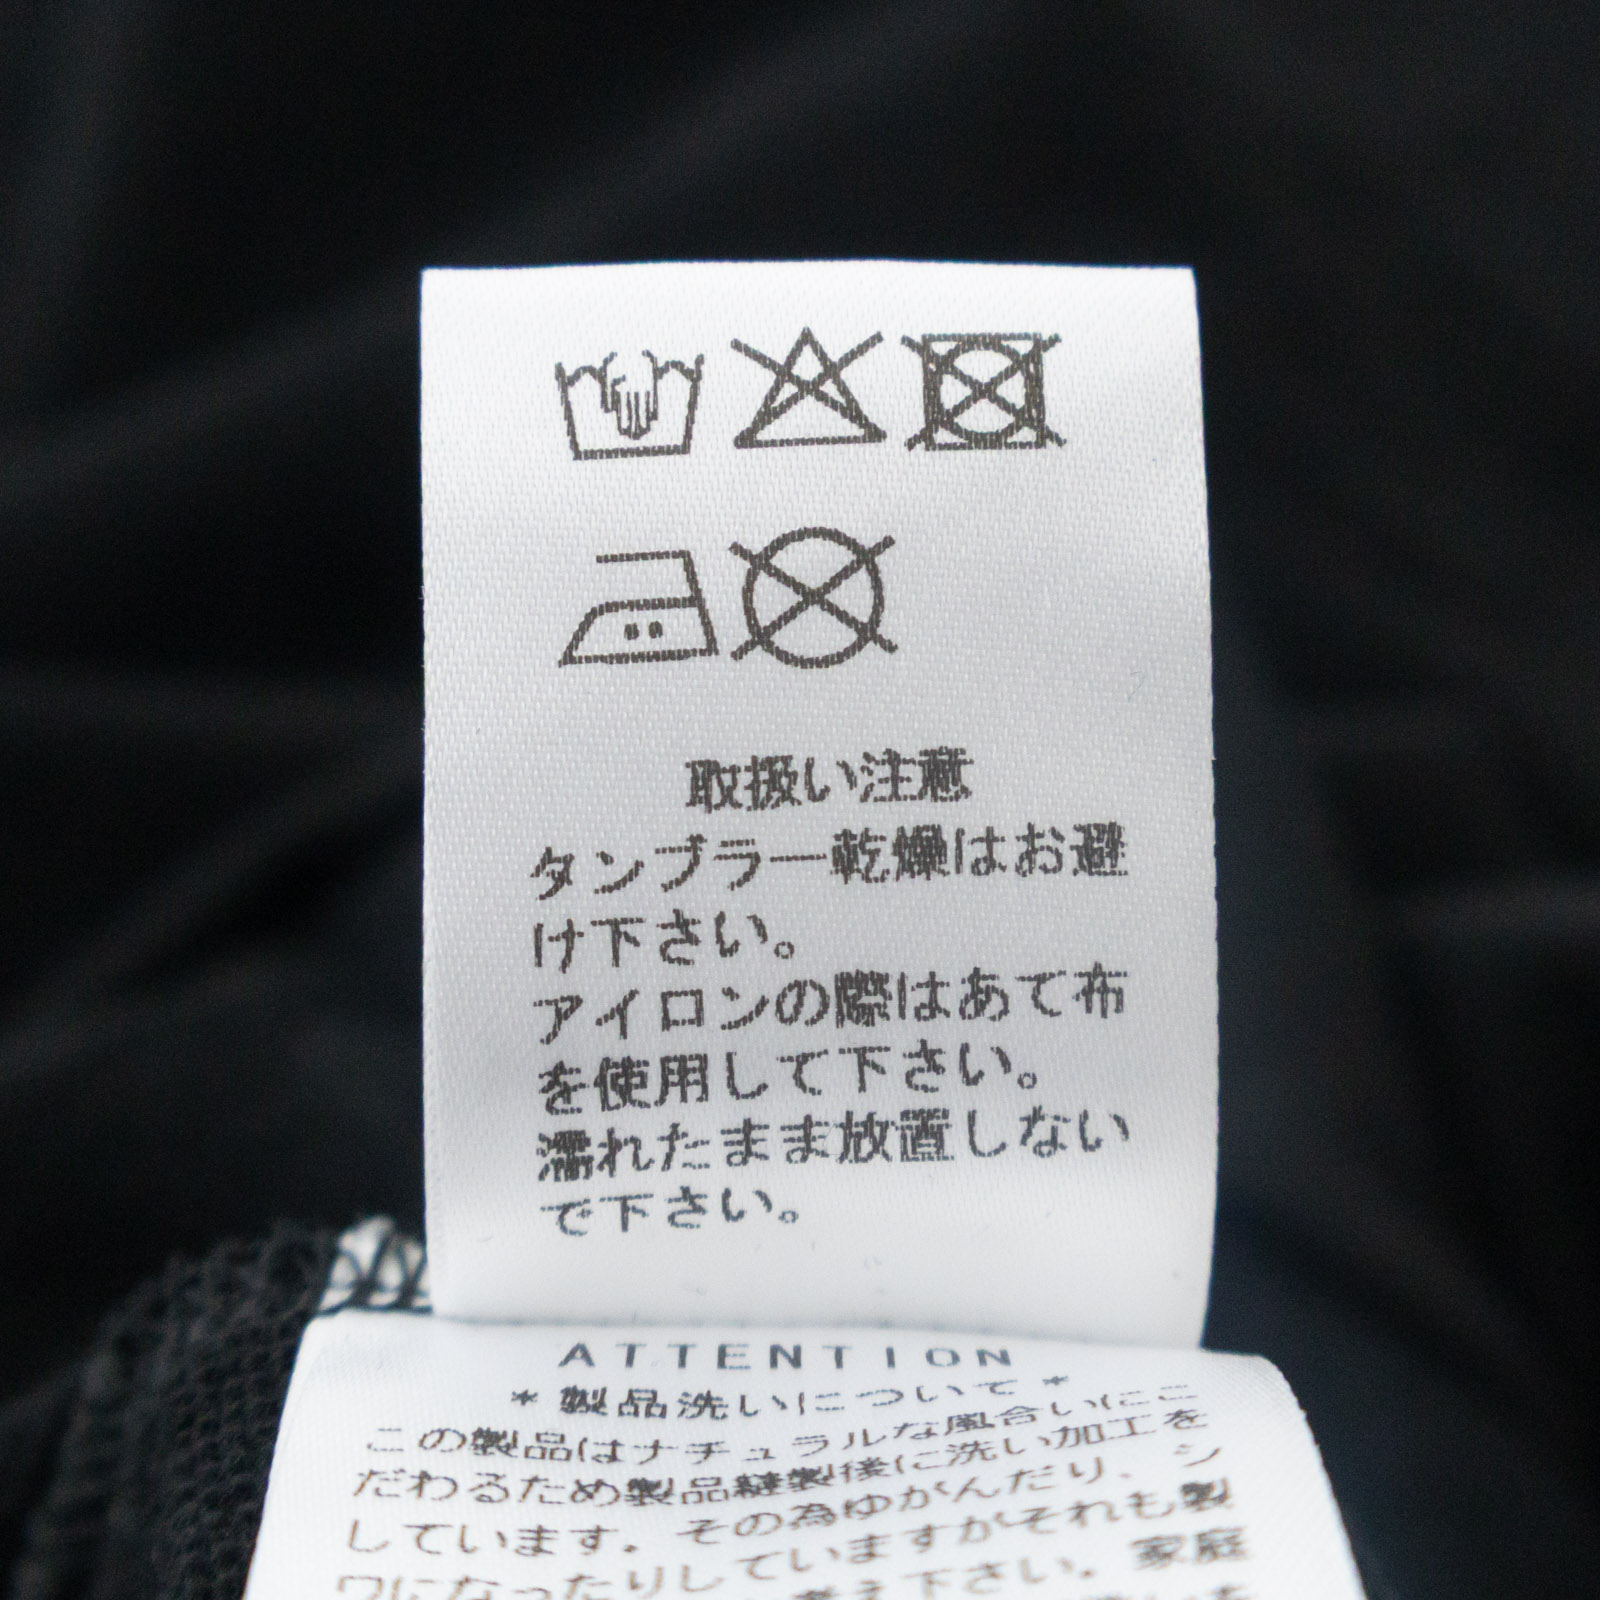 取扱い注意
タンブラー乾燥はお避
け下さい。
アイロンの際はあて布
を使用して下さい。
濡れたまま放置しない
で下さい。
ATTENTION
*製品洗いについて*
この製品はナチュラルな風合いにこ
だわるため製品縫製後に洗い加工を
しています。その為ゆがんだり、シ
ワになったりしていますがそれも製
え下さい。家庭